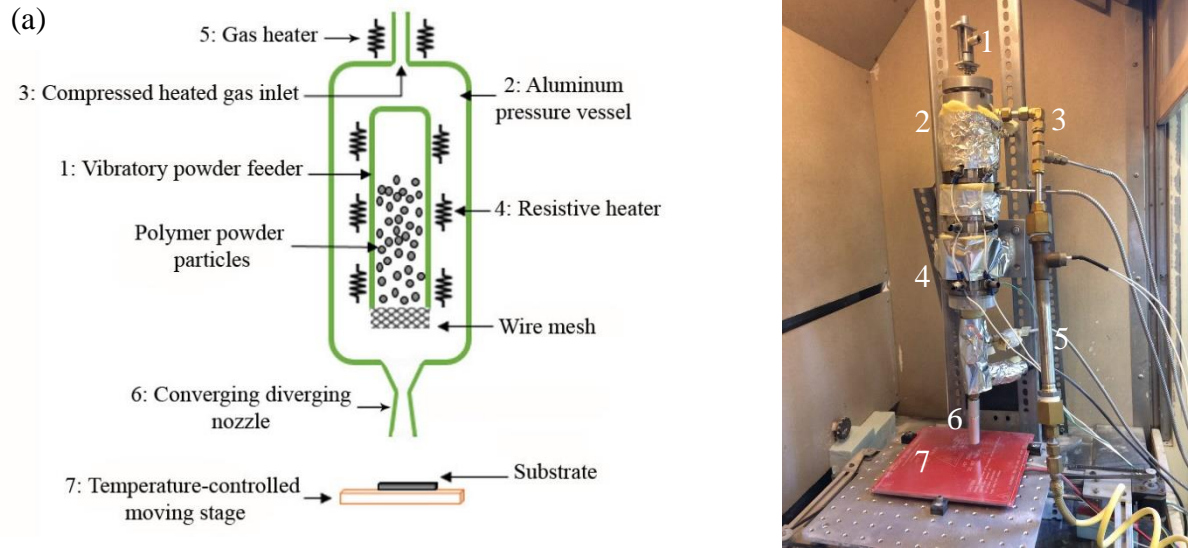 (a)
5: Gas heater
3: Compressed heated gas inlet
2: Aluminum
pressure vessel
1: Vibratory powder feeder
4: Resistive heater
Polymer powder
particles
Wire mesh
6: Converging diverging
nozzle
Substrate
7: Temperature-controlled
moving stage
1
2
3
4
5
6
7